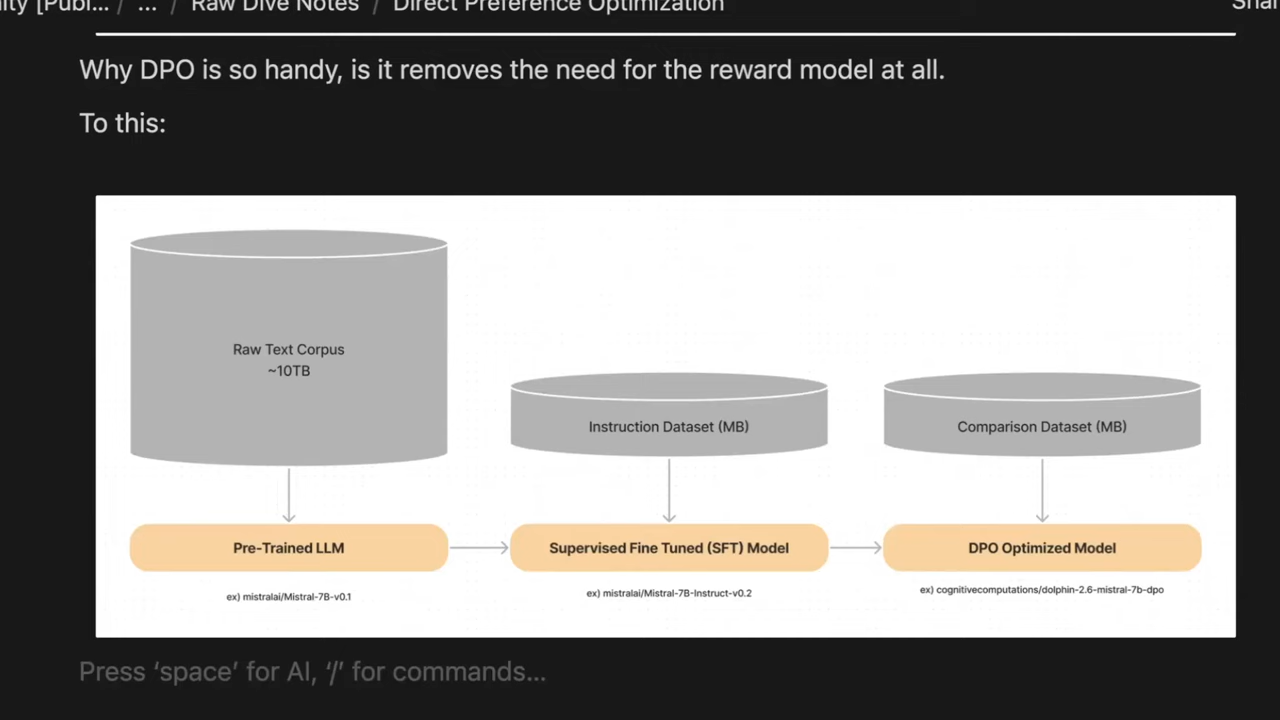 ity [Publ... / ... / Raw Dive Notes / Direct Preference Optimization
Shar
Why DPO is so handy, is it removes the need for the reward model at all.
To this:
Raw Text Corpus
~10TB
Instruction Dataset (MB)
Comparison Dataset (MB)
Pre-Trained LLM
Supervised Fine Tuned (SFT) Model
DPO Optimized Model
ex) mistralai/Mistral-7B-v0.1
ex) mistralai/Mistral-7B-Instruct-v0.2
ex) cognitivecomputations/dolphin-2.6-mistral-7b-dpo
Press ‘space’ for AI, ‘/’ for commands...